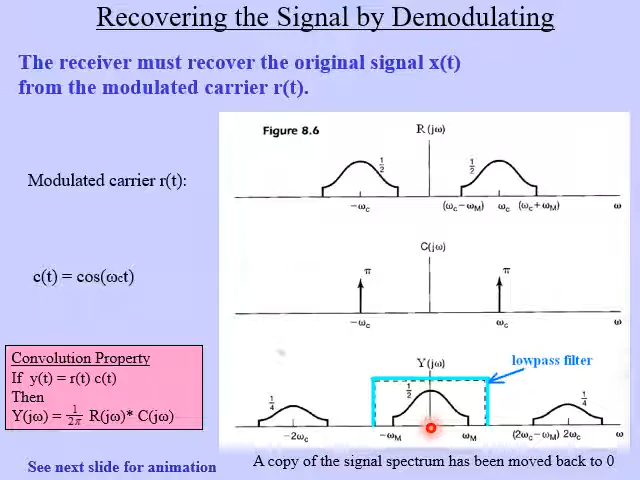 Recovering the Signal by Demodulating
The receiver must recover the original signal x(t)
from the modulated carrier r(t).
Figure 8.6
R(jω)
Modulated carrier r(t):
1/2
1/2
−ωc
(ωc−ωM) ωc (ωc+ωM)
ω
C(jω)
c(t) = cos(ωct)
π
π
−ωc
ωc
ω
Convolution Property
If y(t) = r(t) c(t)
Then
Y(jω) = 1/2π R(jω)* C(jω)
Y(jω)
lowpass filter
1/4
1/2
1/4
−2ωc
−ωM
ωM
(2ωc−ωM) 2ωc
ω
See next slide for animation
A copy of the signal spectrum has been moved back to 0